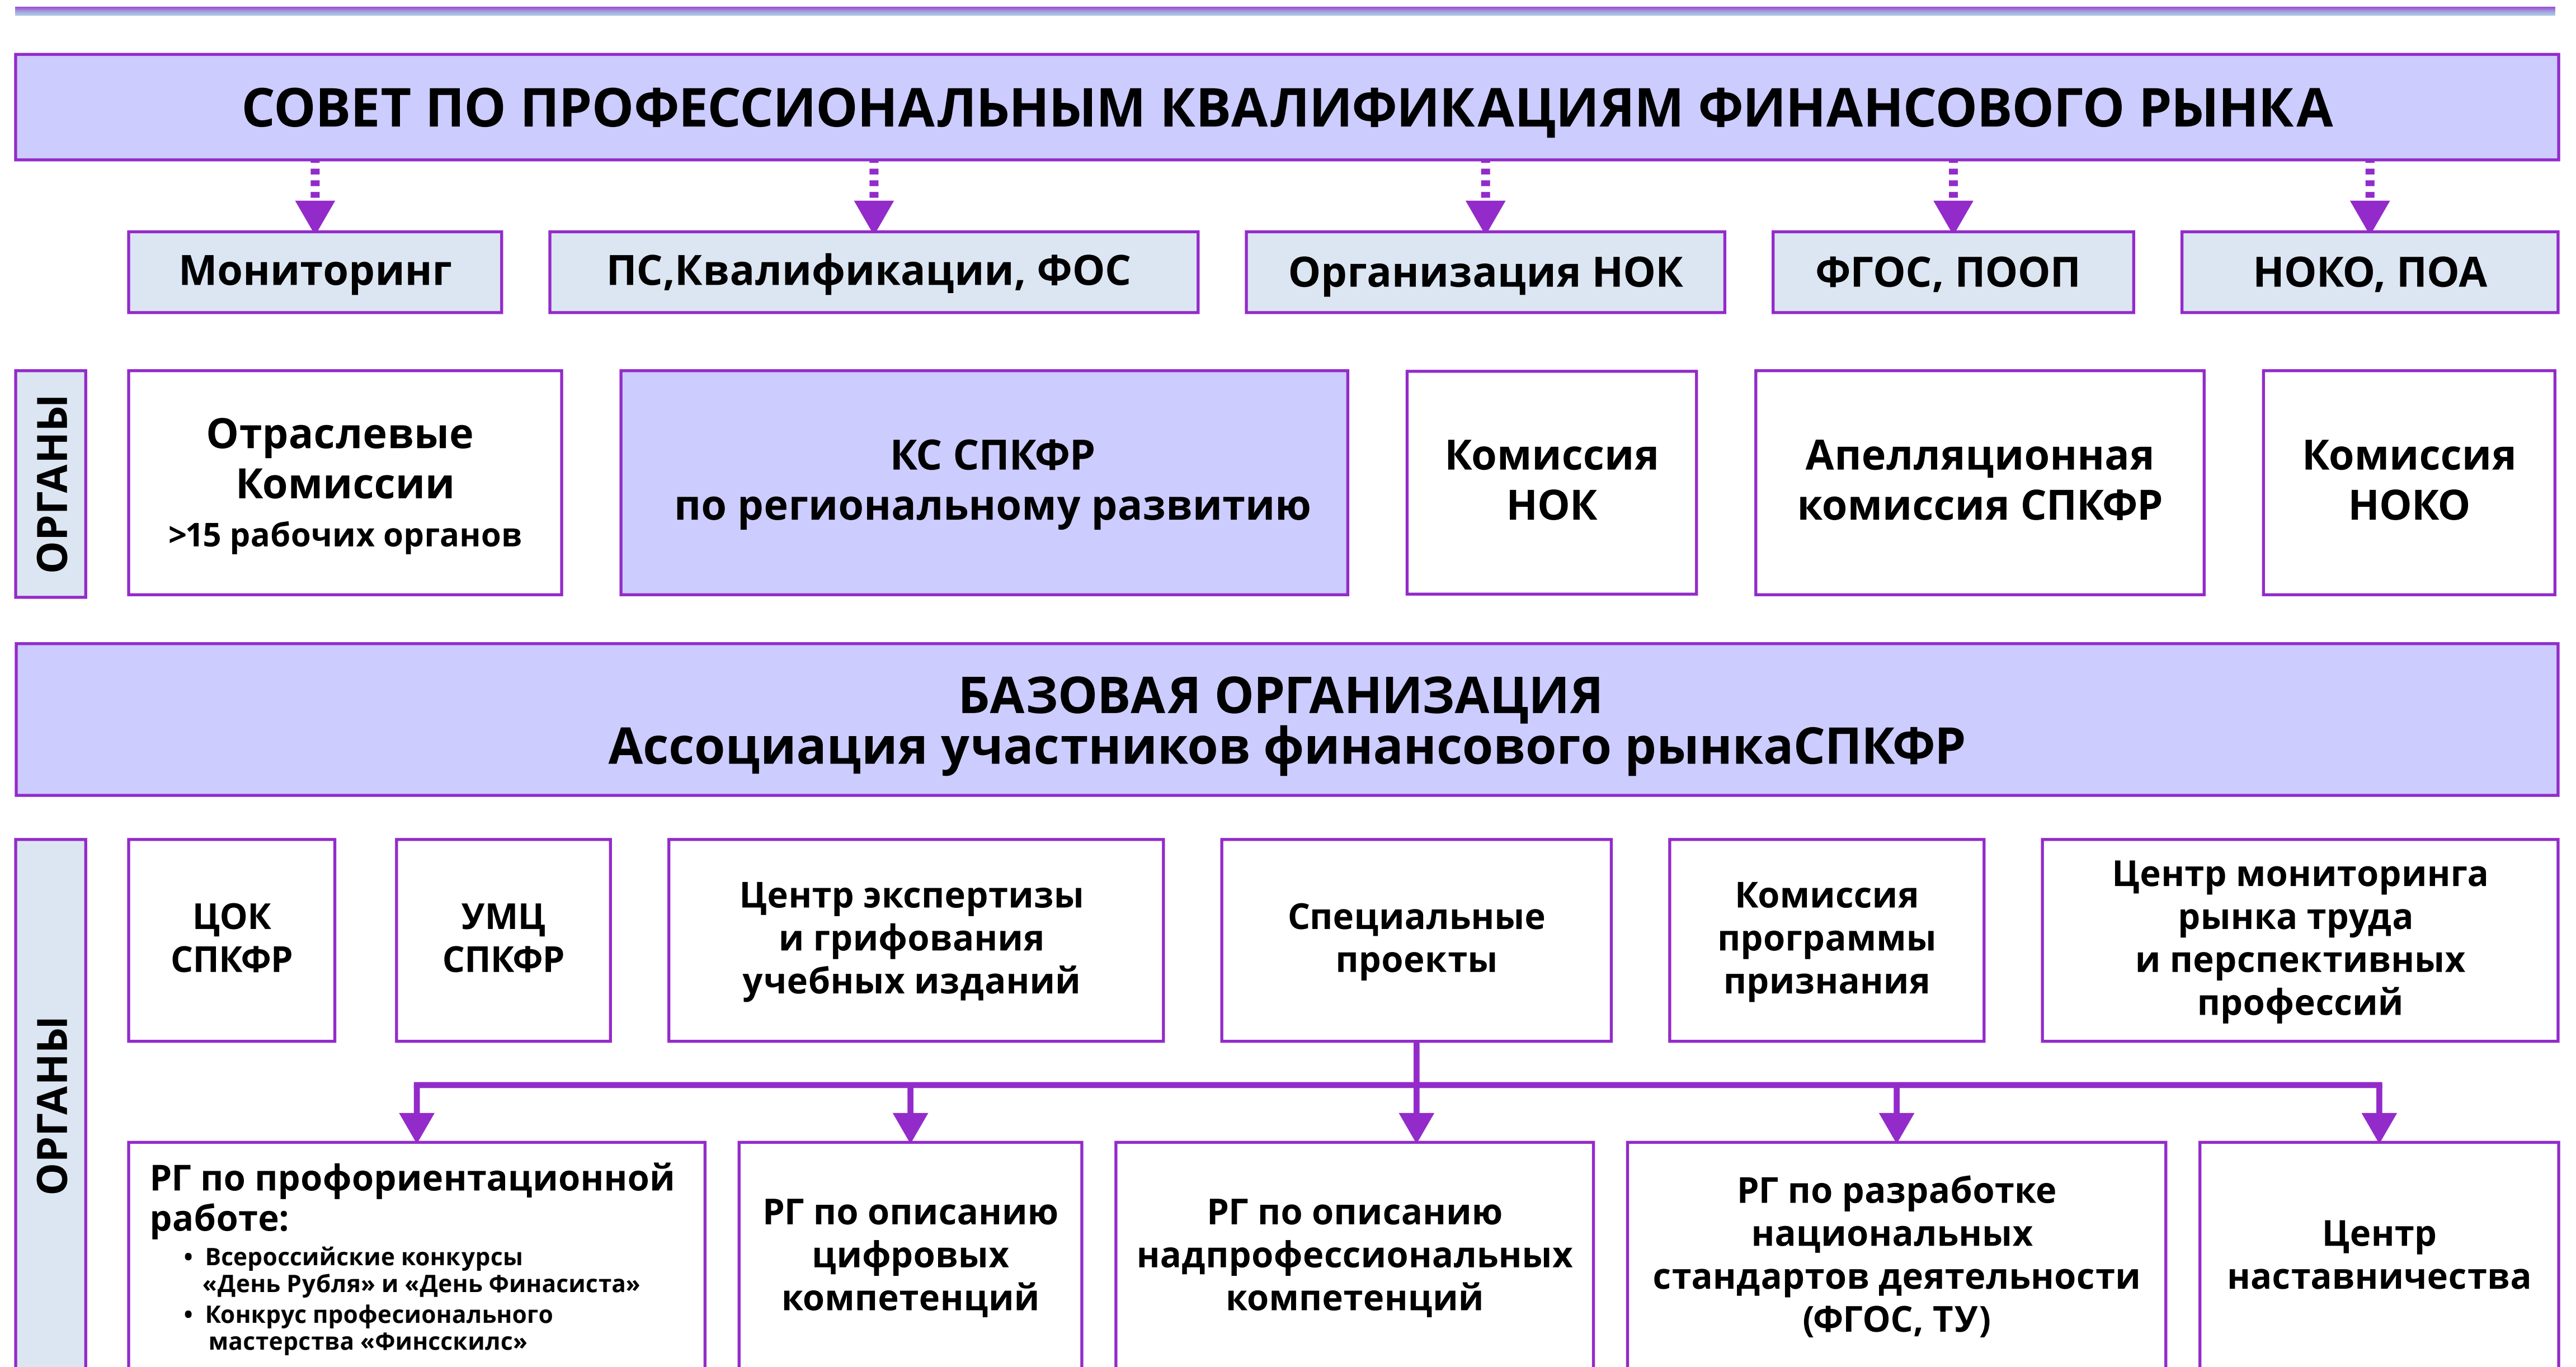 СОВЕТ ПО ПРОФЕССИОНАЛЬНЫМ КВАЛИФИКАЦИЯМ ФИНАНСОВОГО РЫНКА
Мониторинг
ПС,Квалификации, ФОС
Организация НОК
ФГОС, ПООП
НОКО, ПОА
ОРГАНЫ
Отраслевые
Комиссии
>15 рабочих органов
КС СПКФР
по региональному развитию
Комиссия
НОК
Апелляционная
комиссия СПКФР
Комиссия
НОКО
БАЗОВАЯ ОРГАНИЗАЦИЯ
Ассоциация участников финансового рынкаСПКФР
ОРГАНЫ
ЦОК
СПКФР
УМЦ
СПКФР
Центр экспертизы
и грифования
учебных изданий
Специальные
проекты
Комиссия
программы
признания
Центр мониторинга
рынка труда
и перспективных
профессий
РГ по профориентационной
работе:
• Всероссийские конкурсы
«День Рубля» и «День Финасиста»
• Конкрус професионального
мастерства «Финсскилс»
РГ по описанию
цифровых
компетенций
РГ по описанию
надпрофессиональных
компетенций
РГ по разработке
национальных
стандартов деятельности
(ФГОС, ТУ)
Центр
наставничества